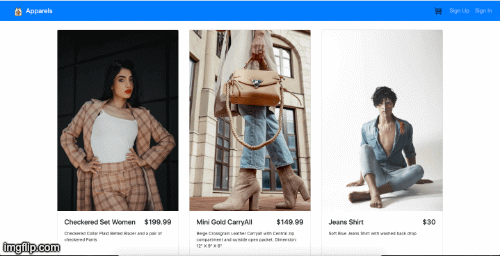 Apparels
Sign Up
Sign In
Checkered Set Women $199.99
Checkered Collar Plaid Belted Blazer and a pair of
checkered Pants.
Mini Gold CarryAll $149.99
Beige Crossgrain Leather Carryall with Central zip
compartment and outside open pocket. Dimension:
12" X 9" X 6"
Jeans Shirt $30
Soft Blue Jeans Shirt with washed back drop.
imgflip.com